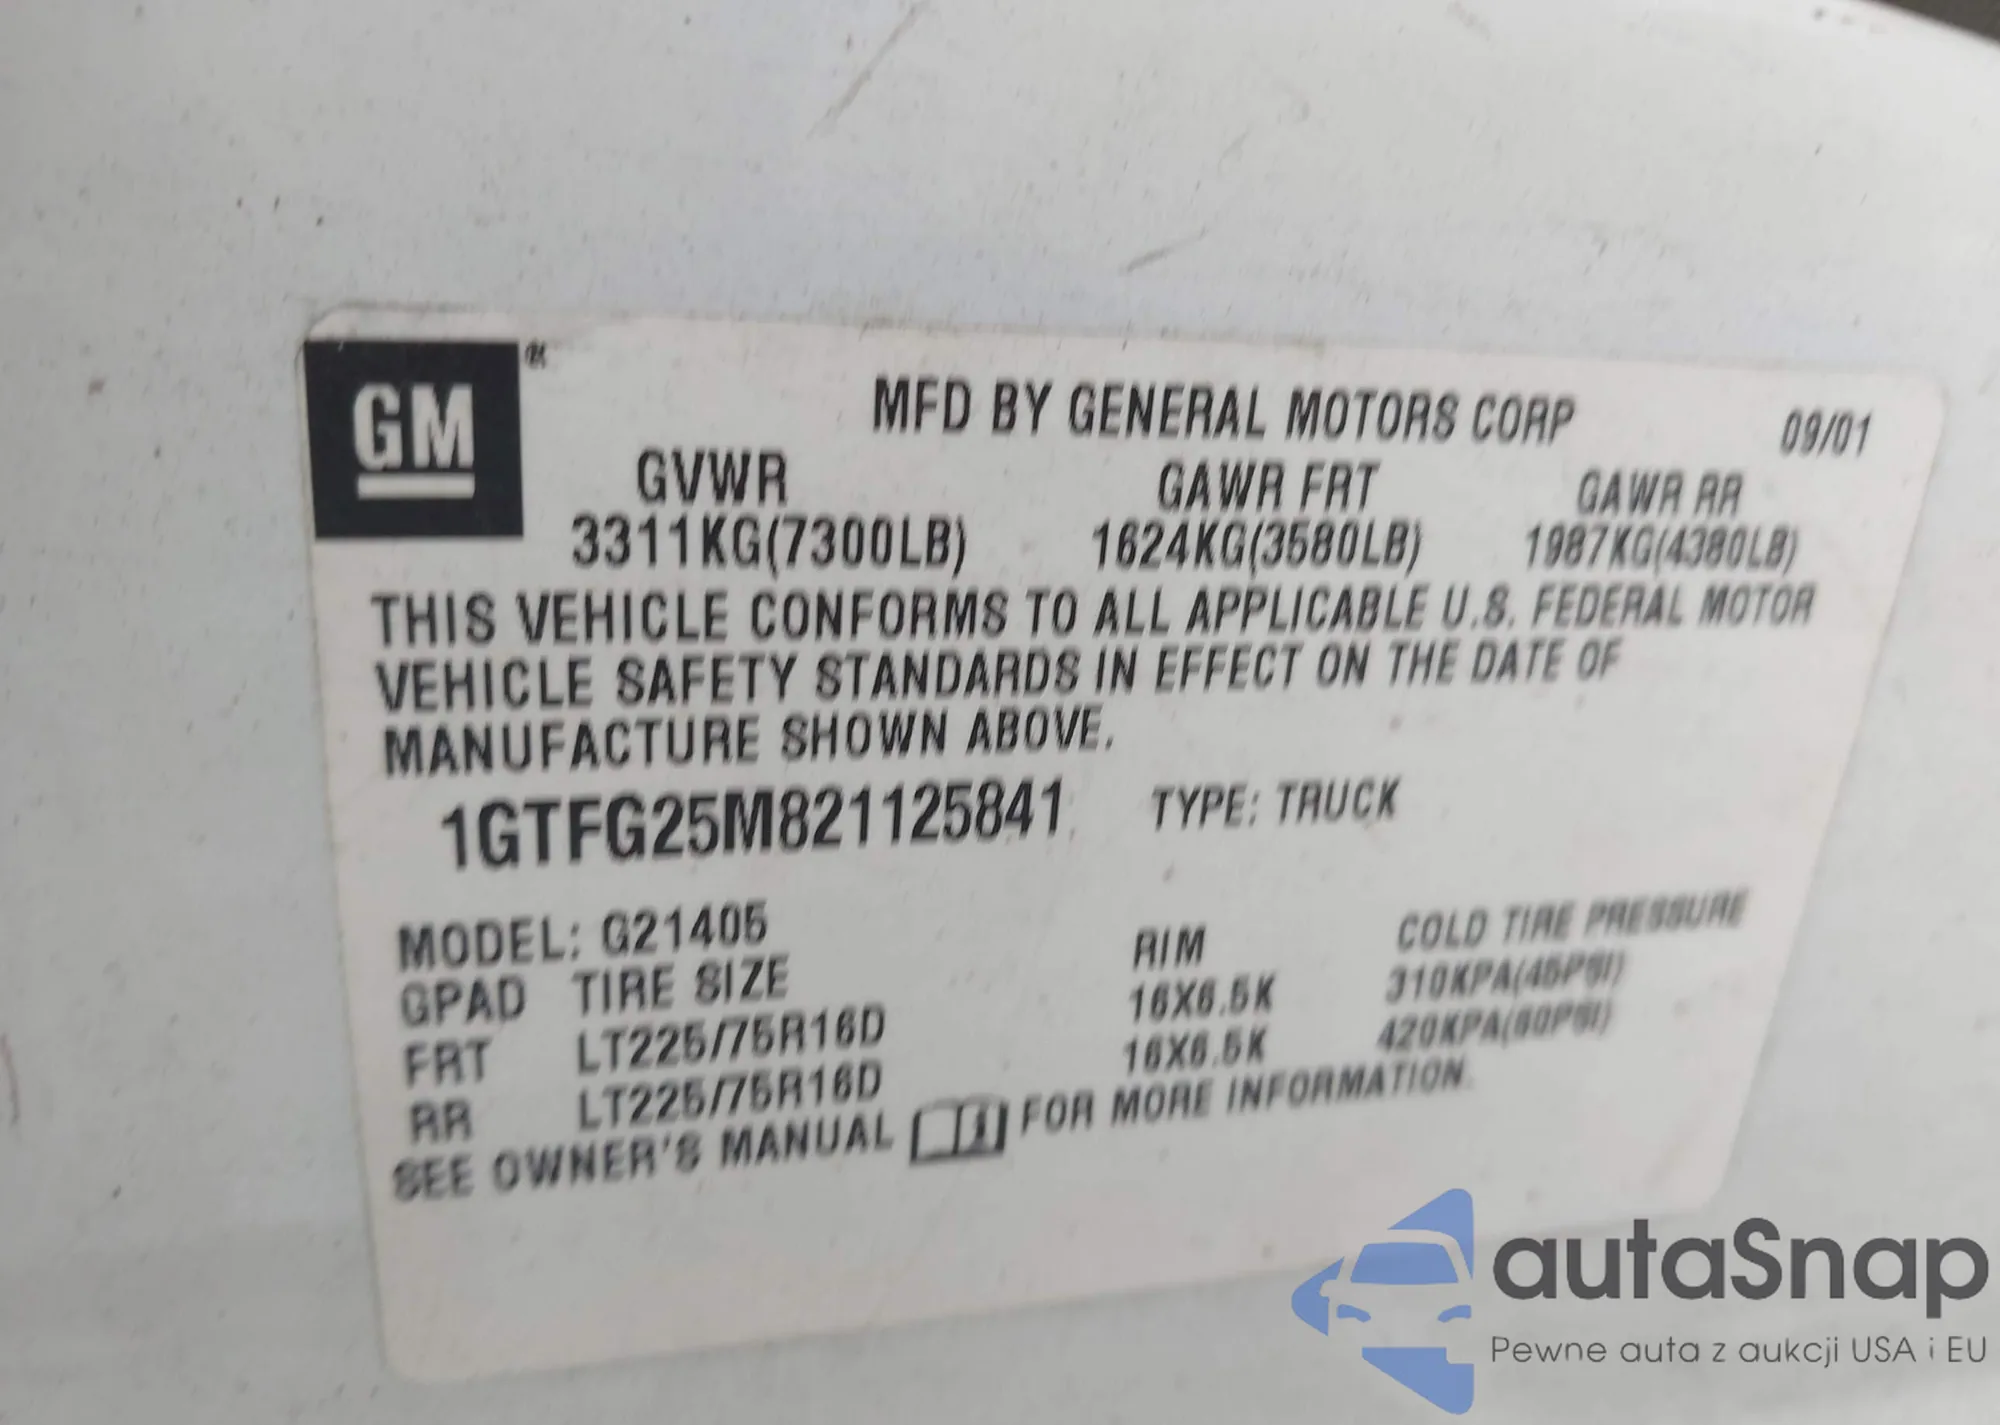 GM®
MFD BY GENERAL MOTORS CORP 09/01
GVWR GAWR FRT GAWR RR
3311KG(7300LB) 1624KG(3580LB) 1987KG(4380LB)
THIS VEHICLE CONFORMS TO ALL APPLICABLE U.S. FEDERAL MOTOR
VEHICLE SAFETY STANDARDS IN EFFECT ON THE DATE OF
MANUFACTURE SHOWN ABOVE.
1GTFG25M821125841 TYPE: TRUCK
MODEL: G21405
GPAD TIRE SIZE RIM COLD TIRE PRESSURE
FRT LT225/75R16D 16X6.5K 310KPA(45PSI)
RR LT225/75R16D 16X6.5K 420KPA(60PSI)
SEE OWNER'S MANUAL FOR MORE INFORMATION.
autaSnap
Pewne auta z aukcji USA i EU